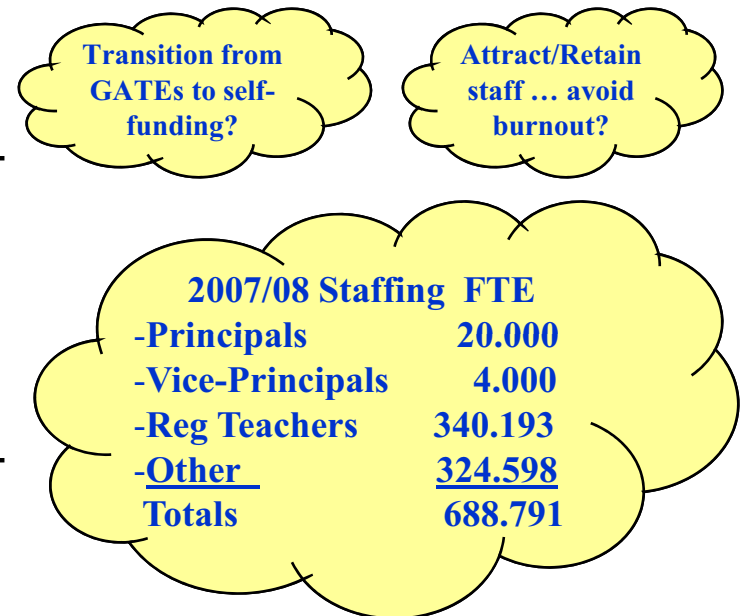 Transition from
GATEs to self-
funding?
Attract/Retain
staff … avoid
burnout?
2007/08 Staffing FTE
-Principals 20.000
-Vice-Principals 4.000
-Reg Teachers 340.193
-Other 324.598
Totals 688.791